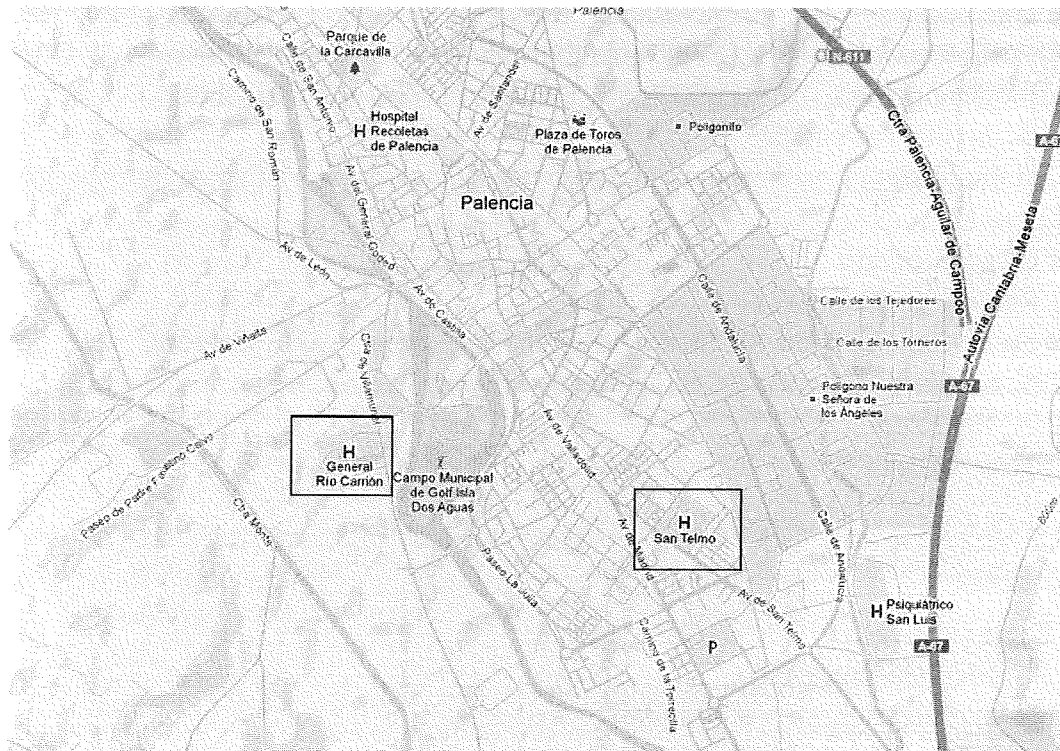 Palencia
Parque de
la Carcavilla
Calle de San Antonio
Camino de San Román
H
Hospital
Recoletas
de Palencia
Av de Santander
Plaza de Toros
de Palencia
Poligonillo
N-611
Ctra Palencia-Aguilar de Campoo
A-6
Palencia
Av del General Goded
Av de León
Av de Castilla
Calle de Andalucía
Autovía Cantabria-Meseta
Calle de los Tejedores
Calle de los Torneros
Av de Viñalta
Ctra de Villamuriel
A-67
Polígono Nuestra
Señora de
los Ángeles
Av de Valladolid
H
General
Río Carrión
Campo Municipal
de Golf Isla
Dos Aguas
Paseo de Padre Faustino Calvo
Ctra Monte
H
San Telmo
Av de Madrid
Calle de Andalucía
Paseo La Julia
Av de San Telmo
H
Psiquiátrico
San Luis
Camino de la Torrecilla
P
A-67